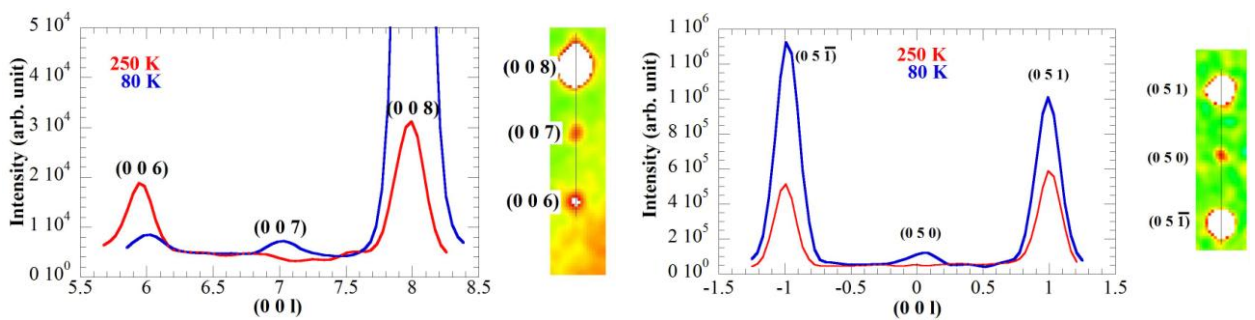 Intensity (arb. unit)
5 10⁴
4 10⁴
3 10⁴
2 10⁴
1 10⁴
0 10⁰
250 K
80 K
(0 0 6)
(0 0 7)
(0 0 8)
5.5 6 6.5 7 7.5 8 8.5
(0 0 l)
(0 0 8)
(0 0 7)
(0 0 6)
Intensity (arb. unit)
1 10⁶
1 10⁶
8 10⁵
6 10⁵
4 10⁵
2 10⁵
0 10⁰
250 K
80 K
(0 5 1̅)
(0 5 0)
(0 5 1)
-1.5 -1 -0.5 0 0.5 1 1.5
(0 0 l)
(0 5 1)
(0 5 0)
(0 5 1̅)